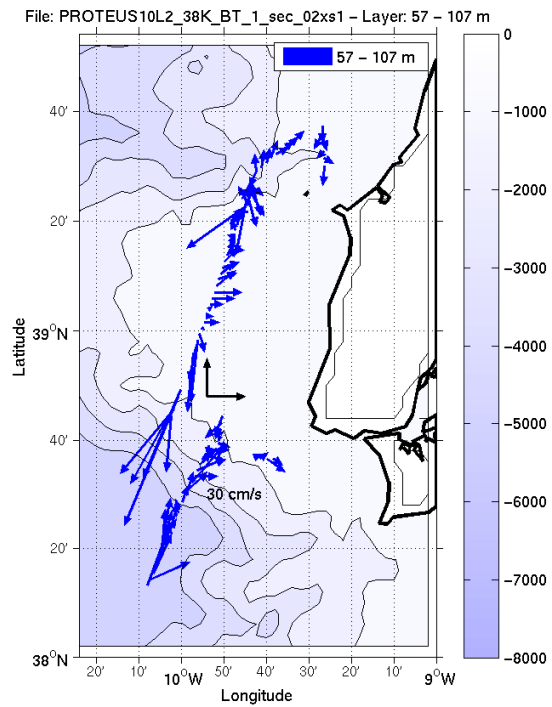 File: PROTEUS10L2_38K_BT_1_sec_02xs1 – Layer: 57 – 107 m
57 – 107 m
0
−1000
−2000
−3000
−4000
−5000
−6000
−7000
−8000
40'
20'
39°N
40'
20'
38°N
Latitude
30 cm/s
20' 10' 10°W 50' 40' 30' 20' 10' 9°W
Longitude